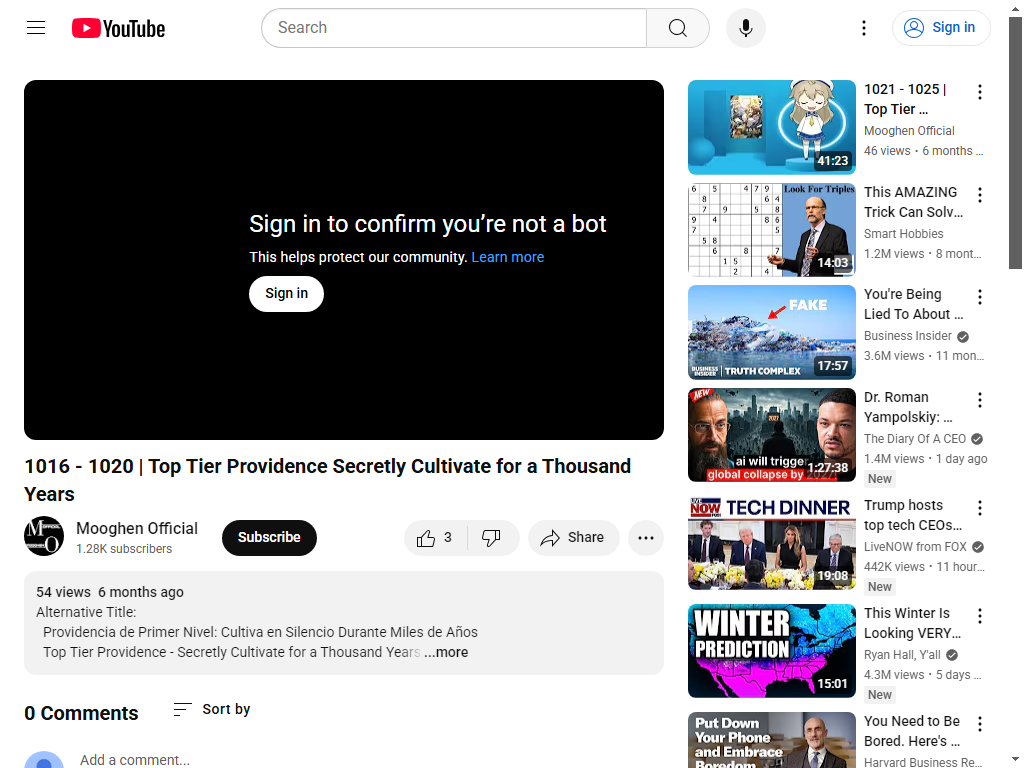 YouTube
Search
Sign in
Sign in to confirm you're not a bot
This helps protect our community. Learn more
Sign in
1016 - 1020 | Top Tier Providence Secretly Cultivate for a Thousand
Years
Mooghen Official
1.28K subscribers
Subscribe
3
Share
54 views  6 months ago
Alternative Title:
Providencia de Primer Nivel: Cultiva en Silencio Durante Miles de Años
Top Tier Providence - Secretly Cultivate for a Thousand Years ...more
0 Comments
Sort by
Add a comment...
41:23
1021 - 1025 |
Top Tier ...
Mooghen Official
46 views • 6 months ...
Look For Triples
14:03
This AMAZING
Trick Can Solv...
Smart Hobbies
1.2M views • 8 mont...
FAKE
BUSINESS
INSIDER
TRUTH COMPLEX
17:57
You're Being
Lied To About ...
Business Insider
3.6M views • 11 mon...
NEW
2027
ai will trigge
global collapse by 2027!
1:27:38
Dr. Roman
Yampolskiy: ...
The Diary Of A CEO
1.4M views • 1 day ago
New
LIVE
NOW
TECH DINNER
19:08
Trump hosts
top tech CEOs...
LiveNOW from FOX
442K views • 11 hour...
New
WINTER
PREDICTION
15:01
This Winter Is
Looking VERY...
Ryan Hall, Y'all
4.3M views • 5 days ...
New
Put Down
Your Phone
and Embrace
Boredom
You Need to Be
Bored. Here's ...
Harvard Business Re...